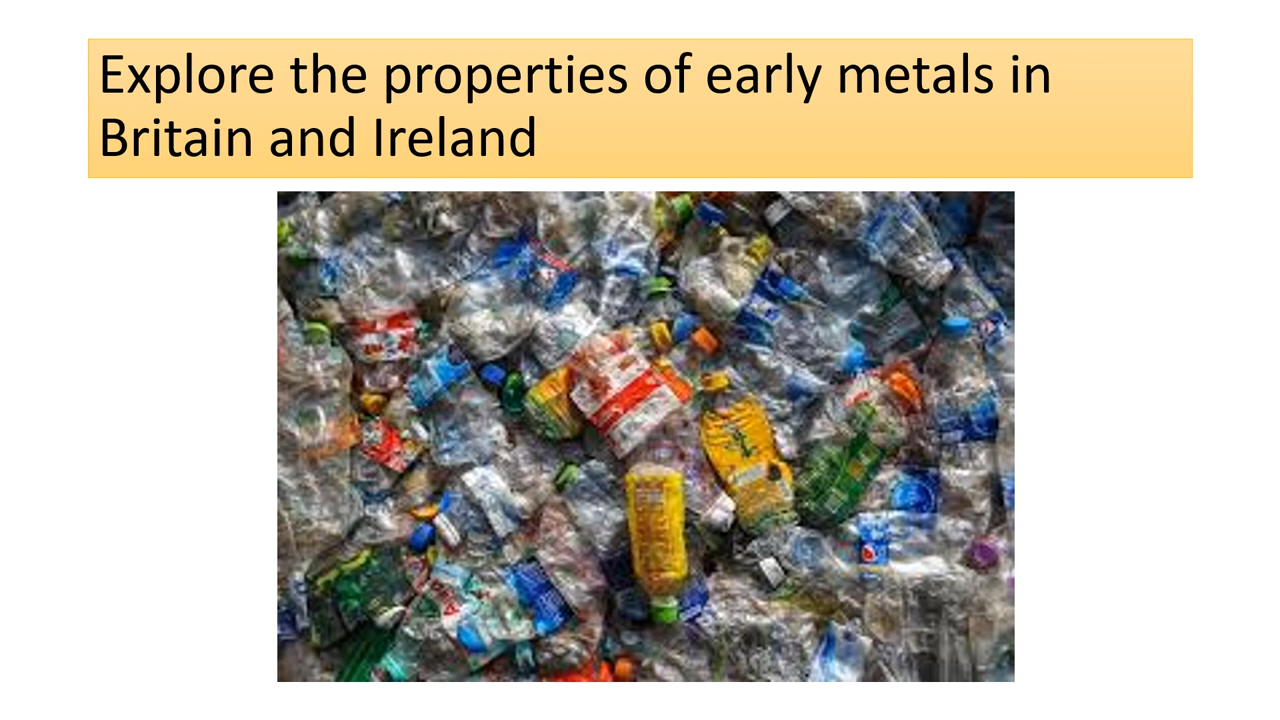 Explore the properties of early metals in
Britain and Ireland